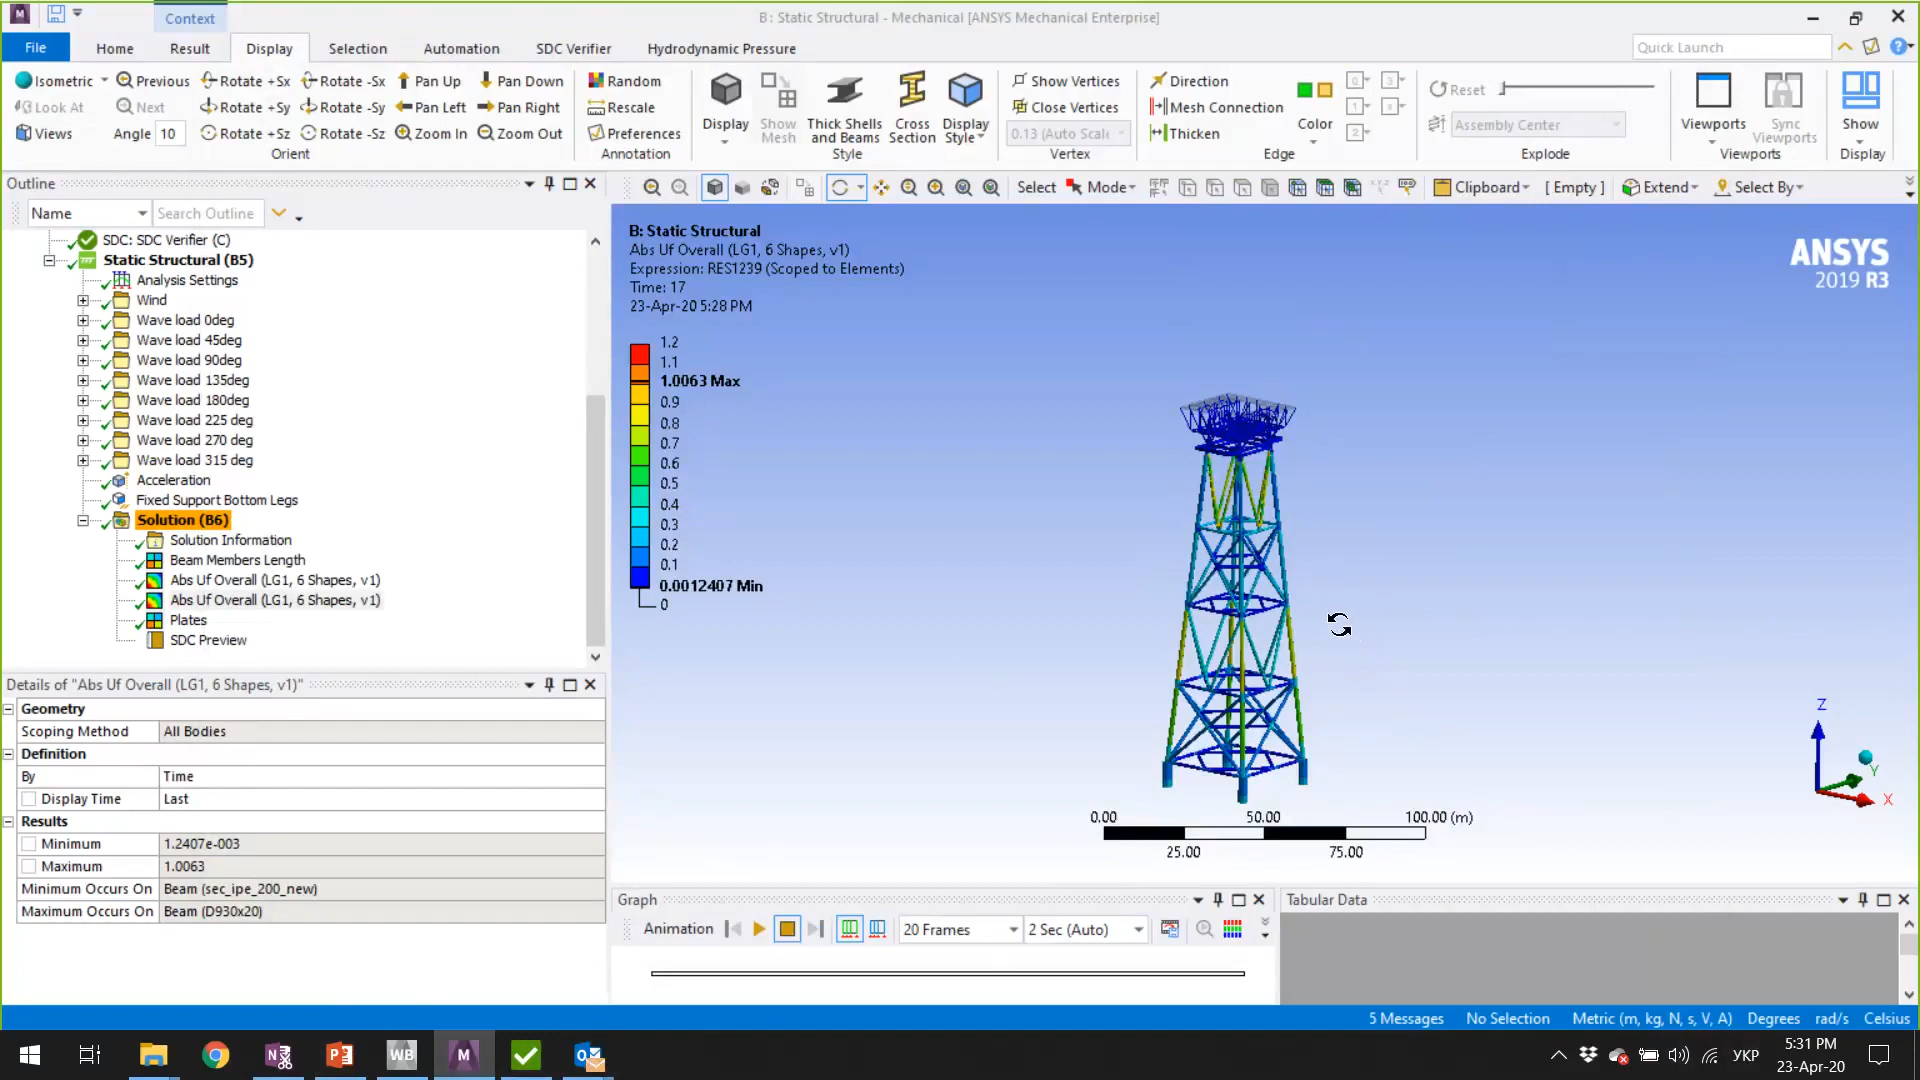 Context
B : Static Structural - Mechanical [ANSYS Mechanical Enterprise]
File
Home
Result
Display
Selection
Automation
SDC Verifier
Hydrodynamic Pressure
Quick Launch
Isometric
Previous
Rotate +Sx
Rotate -Sx
Pan Up
Pan Down
Look At
Next
Rotate +Sy
Rotate -Sy
Pan Left
Pan Right
Views
Angle 10
Rotate +Sz
Rotate -Sz
Zoom In
Zoom Out
Orient
Random
Rescale
Preferences
Annotation
Display
Show Mesh
Thick Shells and Beams
Cross Section
Display Style
Style
Show Vertices
Close Vertices
0.13 (Auto Scale
Vertex
Direction
Mesh Connection
Thicken
Color
Edge
Reset
Assembly Center
Explode
Viewports
Sync Viewports
Viewports
Show
Display
Outline
Name
Search Outline
Select
Mode
Clipboard
[ Empty ]
Extend
Select By
SDC: SDC Verifier (C)
Static Structural (B5)
Analysis Settings
Wind
Wave load 0deg
Wave load 45deg
Wave load 90deg
Wave load 135deg
Wave load 180deg
Wave load 225 deg
Wave load 270 deg
Wave load 315 deg
Acceleration
Fixed Support Bottom Legs
Solution (B6)
Solution Information
Beam Members Length
Abs Uf Overall (LG1, 6 Shapes, v1)
Abs Uf Overall (LG1, 6 Shapes, v1)
Plates
SDC Preview
Details of "Abs Uf Overall (LG1, 6 Shapes, v1)"
Geometry
Scoping Method All Bodies
Definition
By Time
Display Time Last
Results
Minimum 1.2407e-003
Maximum 1.0063
Minimum Occurs On Beam (sec_ipe_200_new)
Maximum Occurs On Beam (D930x20)
B: Static Structural
Abs Uf Overall (LG1, 6 Shapes, v1)
Expression: RES1239 (Scoped to Elements)
Time: 17
23-Apr-20 5:28 PM
1.2
1.1
1.0063 Max
0.9
0.8
0.7
0.6
0.5
0.4
0.3
0.2
0.1
0.0012407 Min
0
ANSYS
2019 R3
Z
Y
X
0.00 50.00 100.00 (m)
25.00 75.00
Graph
Animation
20 Frames
2 Sec (Auto)
Tabular Data
5 Messages
No Selection
Metric (m, kg, N, s, V, A)
Degrees
rad/s
Celsius
УКР
5:31 PM
23-Apr-20